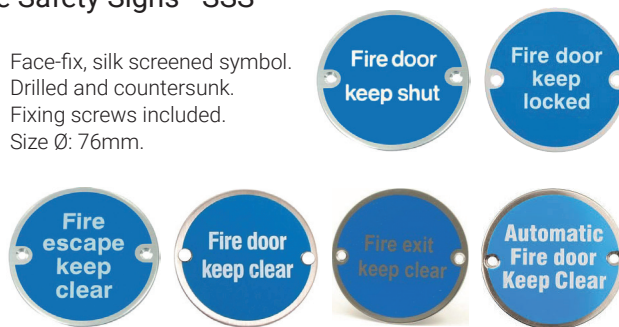 Safety Signs - SSS
Face-fix, silk screened symbol.
Drilled and countersunk.
Fixing screws included.
Size Ø: 76mm.
Fire door
keep shut
Fire door
keep
locked
Fire
escape
keep
clear
Fire door
keep clear
Fire exit
keep clear
Automatic
Fire door
Keep Clear